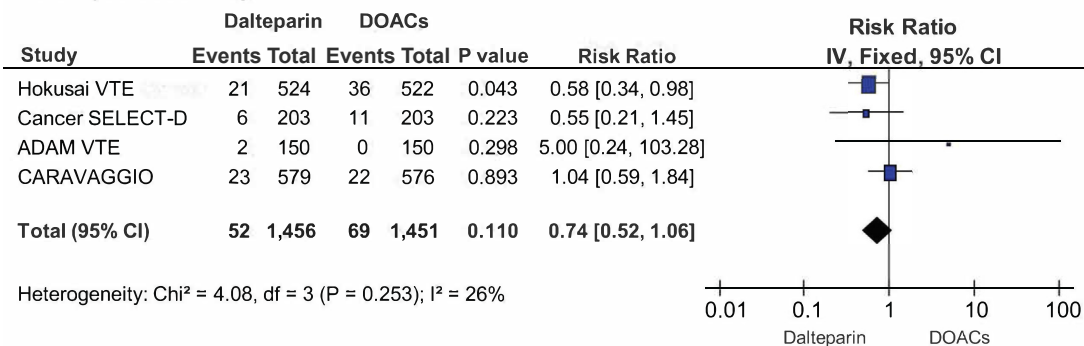 Dalteparin DOACs Risk Ratio
Study Events Total Events Total P value Risk Ratio IV, Fixed, 95% CI
Hokusai VTE 21 524 36 522 0.043 0.58 [0.34, 0.98]
Cancer SELECT-D 6 203 11 203 0.223 0.55 [0.21, 1.45]
ADAM VTE 2 150 0 150 0.298 5.00 [0.24, 103.28]
CARAVAGGIO 23 579 22 576 0.893 1.04 [0.59, 1.84]
Total (95% CI) 52 1,456 69 1,451 0.110 0.74 [0.52, 1.06]
Heterogeneity: Chi² = 4.08, df = 3 (P = 0.253); I² = 26%
0.01 0.1 1 10 100
Dalteparin DOACs